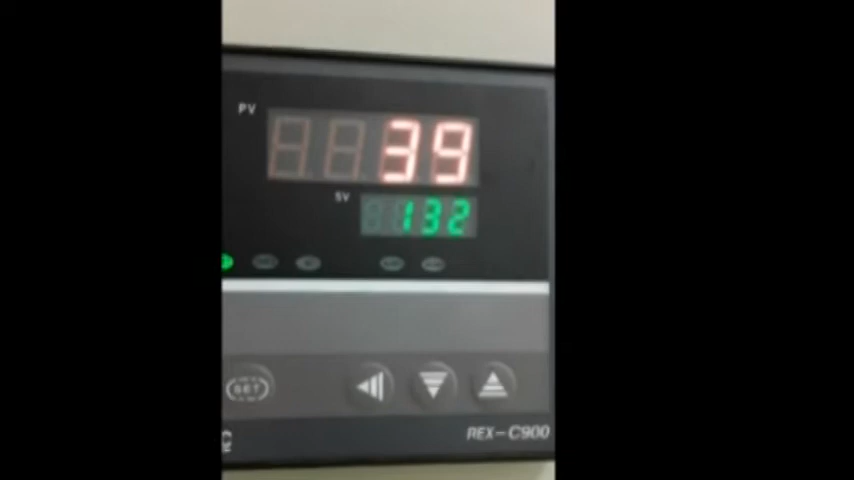 PV
39
SV
132
SET
REX-C900